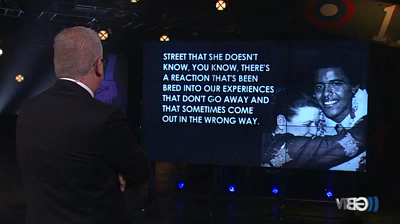 STREET THAT SHE DOESN'T
KNOW, YOU KNOW, THERE'S
A REACTION THAT'S BEEN
BRED INTO OUR EXPERIENCES
THAT DON'T GO AWAY AND
THAT SOMETIMES COME
OUT IN THE WRONG WAY.